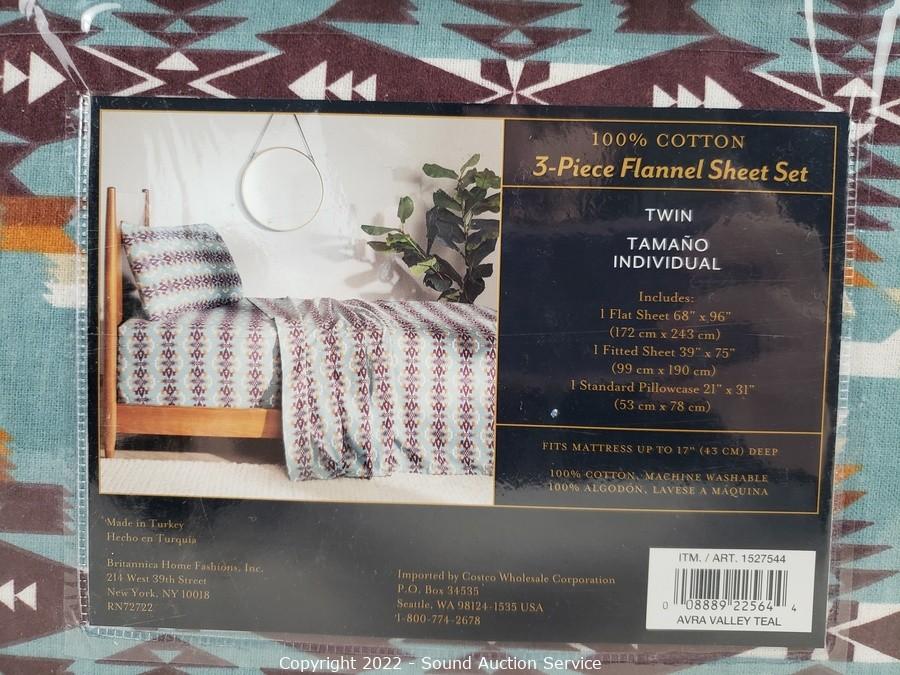 100% COTTON
3-Piece Flannel Sheet Set
TWIN
TAMAÑO
INDIVIDUAL
Includes:
1 Flat Sheet 68” x 96”
(172 cm x 243 cm)
1 Fitted Sheet 39” x 75”
(99 cm x 190 cm)
1 Standard Pillowcase 21” x 31”
(53 cm x 78 cm)
FITS MATTRESS UP TO 17” (43 CM) DEEP
100% COTTON, MACHINE WASHABLE
100% ALGODÓN, LAVESE A MÁQUINA
Made in Turkey
Hecho en Turquía
Britannica Home Fashions, Inc.
214 West 39th Street
New York, NY 10018
RN72722
Imported by Costco Wholesale Corporation
P.O. Box 34535
Seattle, WA 98124-1535 USA
1-800-774-2678
ITM. / ART. 1527544
0 08889 22564 4
AVRA VALLEY TEAL
Copyright 2022 - Sound Auction Service